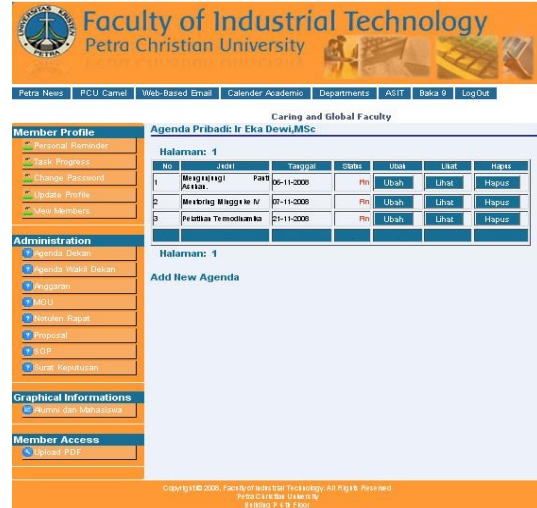 Faculty of Industrial Technology
Petra Christian University
Petra News PCU Camel Web-Based Email Calender Academic Departments ASIT Baka 9 LogOut
Caring and Global Faculty
Member Profile
Personal Reminder
Task Progress
Change Password
Update Profile
View Members
Administration
Agenda Dekan
Agenda Wakil Dekan
Anggaran
MOU
Notulen Rapat
Proposal
SOP
Surat Keputusan
Graphical Informations
Alumni dan Mahasiswa
Member Access
Upload PDF
Agenda Pribadi: Ir Eka Dewi,MSc
Halaman: 1
No Judul Tanggal Status Ubah Lihat Hapus
1 Mengunjungi Panti Asuhan. 06-11-2008 Fin Ubah Lihat Hapus
2 Mentoring Minggu ke IV 07-11-2008 Fin Ubah Lihat Hapus
3 Pelatihan Termodinamika 21-11-2008 Fin Ubah Lihat Hapus
Halaman: 1
Add New Agenda
Copyright © 2008, Faculty of Industrial Technology. All Rights Reserved
Petra Christian University
Building P 4 th Floor